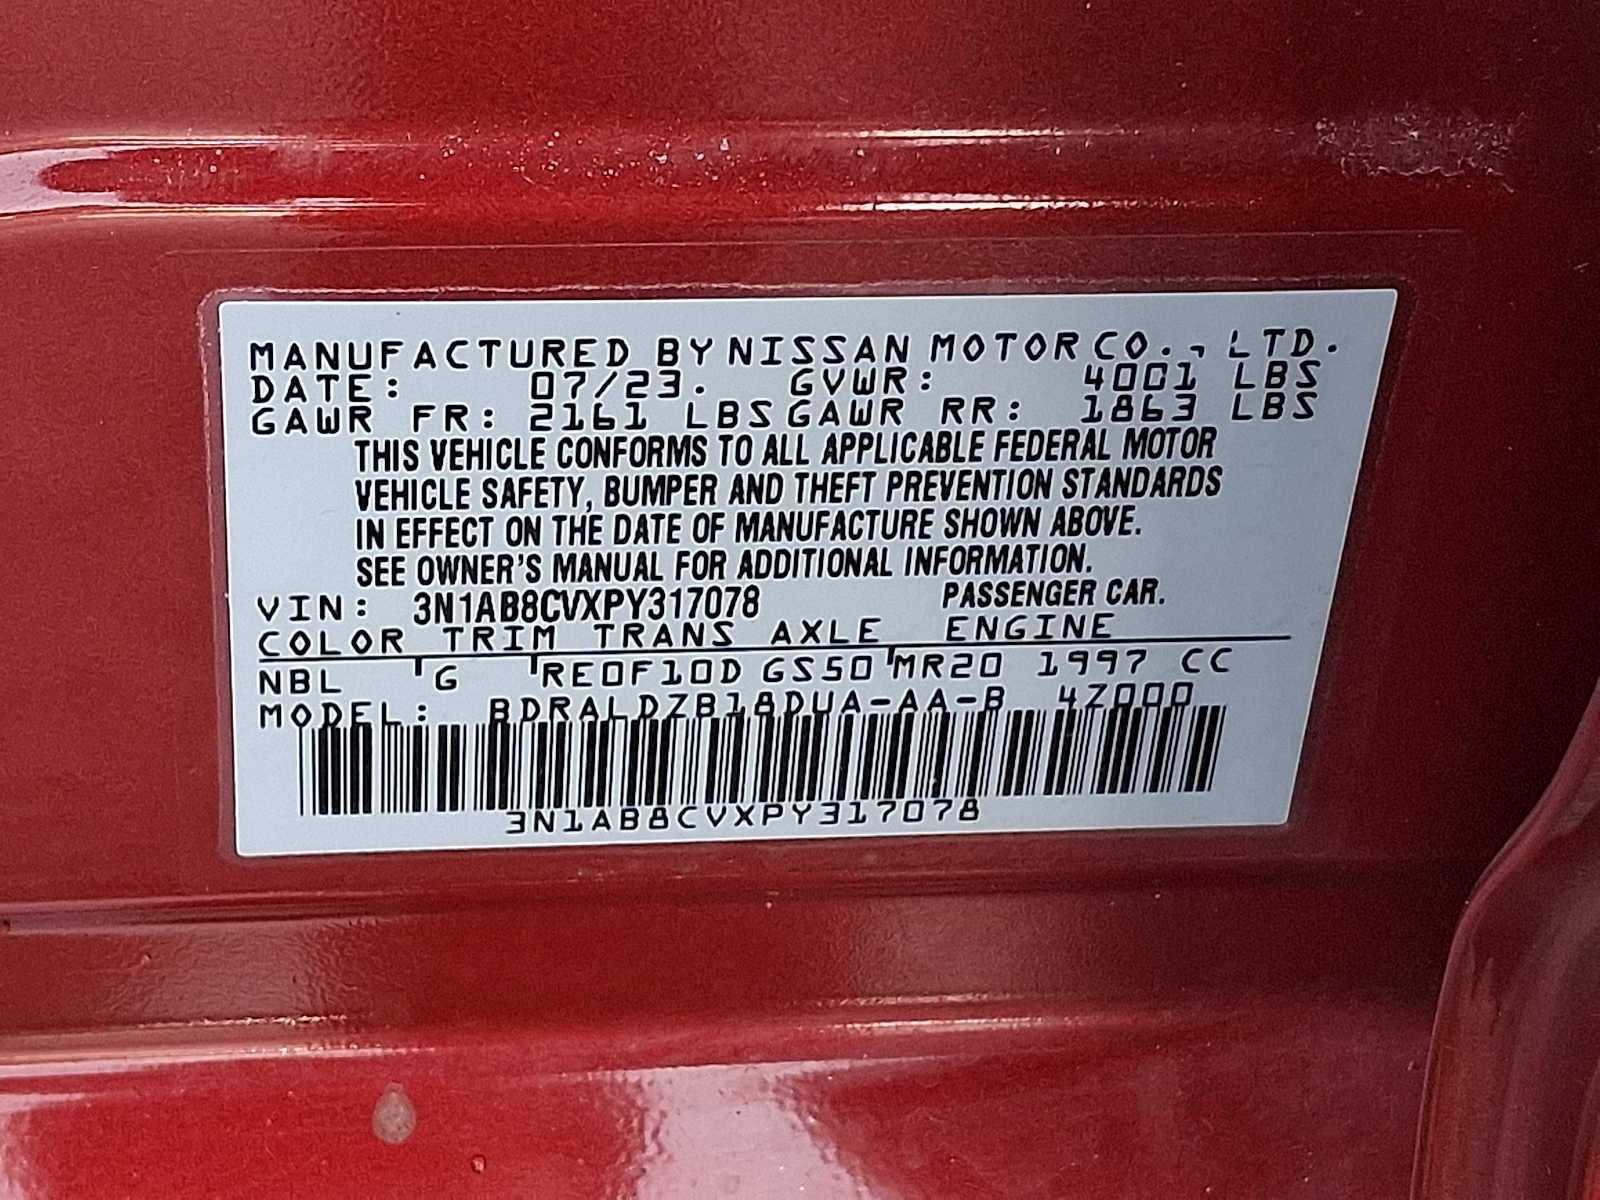 MANUFACTURED BY NISSAN MOTOR CO., LTD.
DATE: 07/23. GVWR: 4001 LBS
GAWR FR: 2161 LBS GAWR RR: 1863 LBS
THIS VEHICLE CONFORMS TO ALL APPLICABLE FEDERAL MOTOR
VEHICLE SAFETY, BUMPER AND THEFT PREVENTION STANDARDS
IN EFFECT ON THE DATE OF MANUFACTURE SHOWN ABOVE.
SEE OWNER'S MANUAL FOR ADDITIONAL INFORMATION.
VIN: 3N1AB8CVXPY317078 PASSENGER CAR.
COLOR TRIM TRANS AXLE ENGINE
NBL G RE0F10D GS50 MR20 1997 CC
MODEL: BDRALDZB18DUA-AA-B 4Z000
3N1AB8CVXPY317078